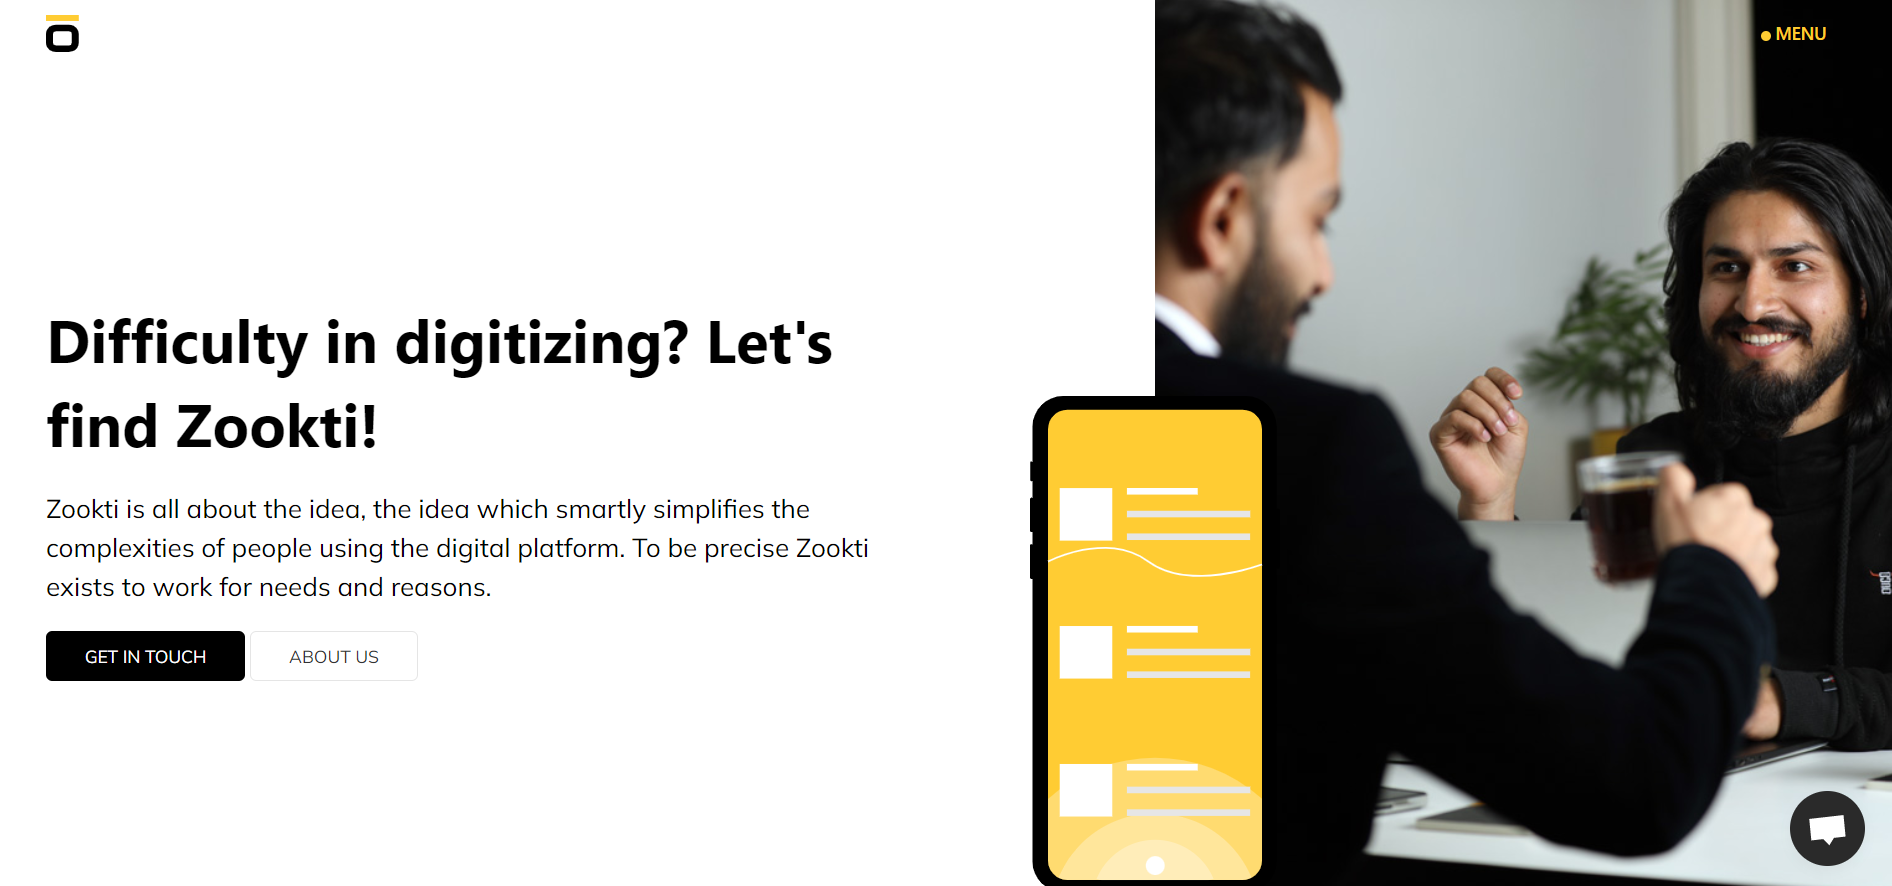 MENU
Difficulty in digitizing? Let's
find Zookti!
Zookti is all about the idea, the idea which smartly simplifies the
complexities of people using the digital platform. To be precise Zookti
exists to work for needs and reasons.
GET IN TOUCH
ABOUT US